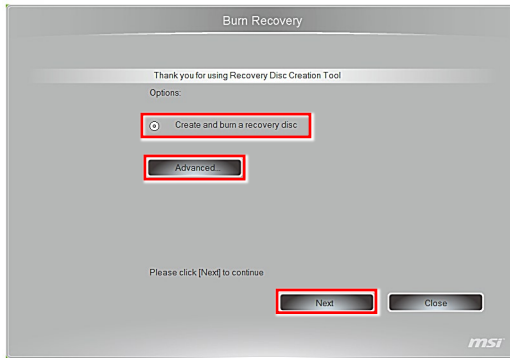 Burn Recovery
Thank you for using Recovery Disc Creation Tool
Options:
Create and burn a recovery disc
Advanced...
Please click [Next] to continue
Next Close
msi